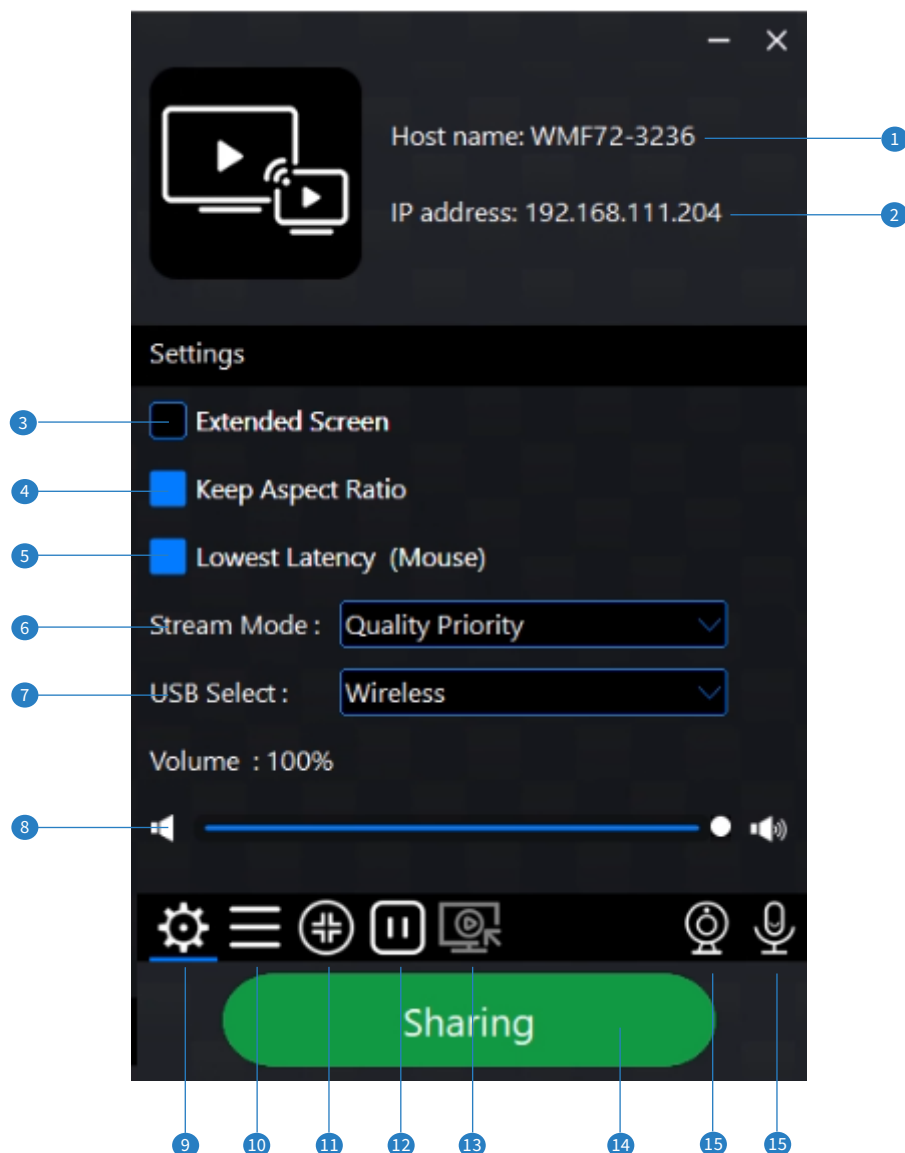 Host name: WMF72-3236
1
IP address: 192.168.111.204
2
Settings
3
Extended Screen
4
Keep Aspect Ratio
5
Lowest Latency (Mouse)
6
Stream Mode : Quality Priority
7
USB Select : Wireless
Volume : 100%
8
Sharing
9 10 11 12 13 14 15 15